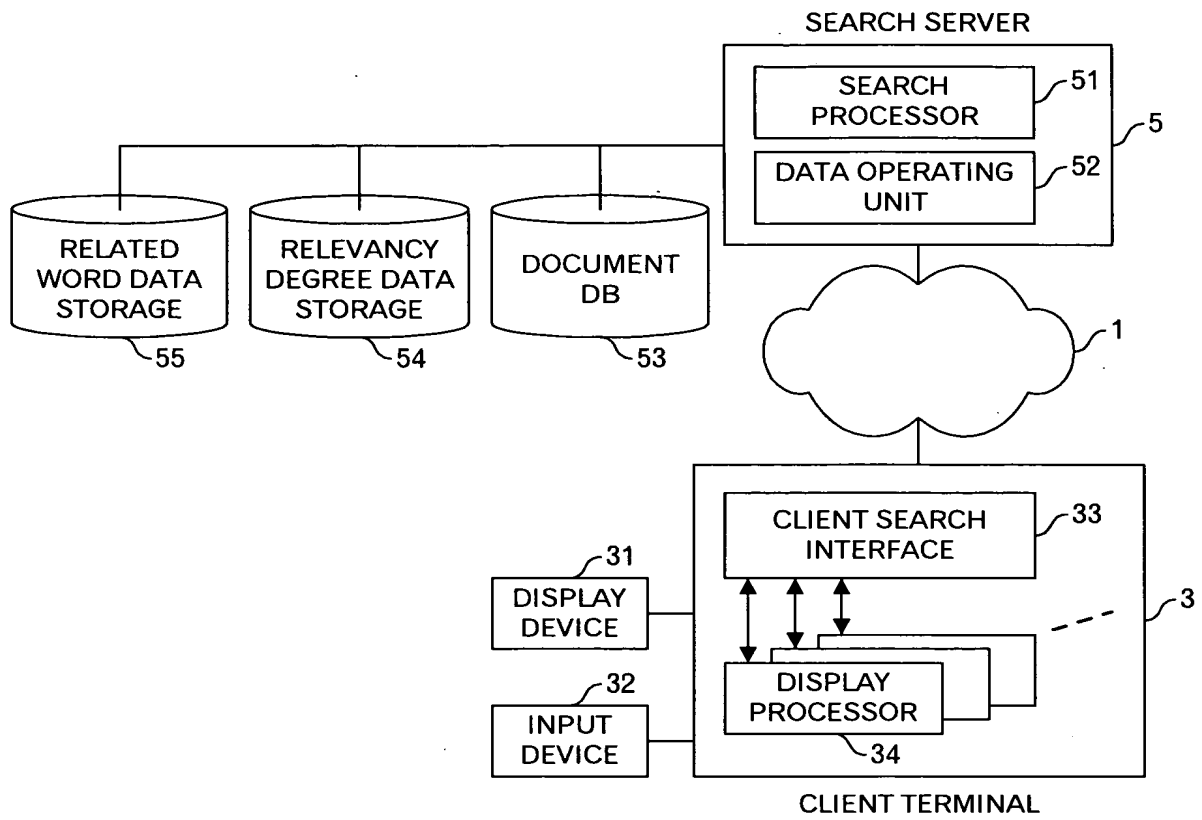 SEARCH SERVER
SEARCH
PROCESSOR
51
5
DATA OPERATING
UNIT
52
RELATED
WORD DATA
STORAGE
55
RELEVANCY
DEGREE DATA
STORAGE
54
DOCUMENT
DB
53
1
CLIENT SEARCH
INTERFACE
33
31
DISPLAY
DEVICE
3
32
INPUT
DEVICE
DISPLAY
PROCESSOR
34
CLIENT TERMINAL